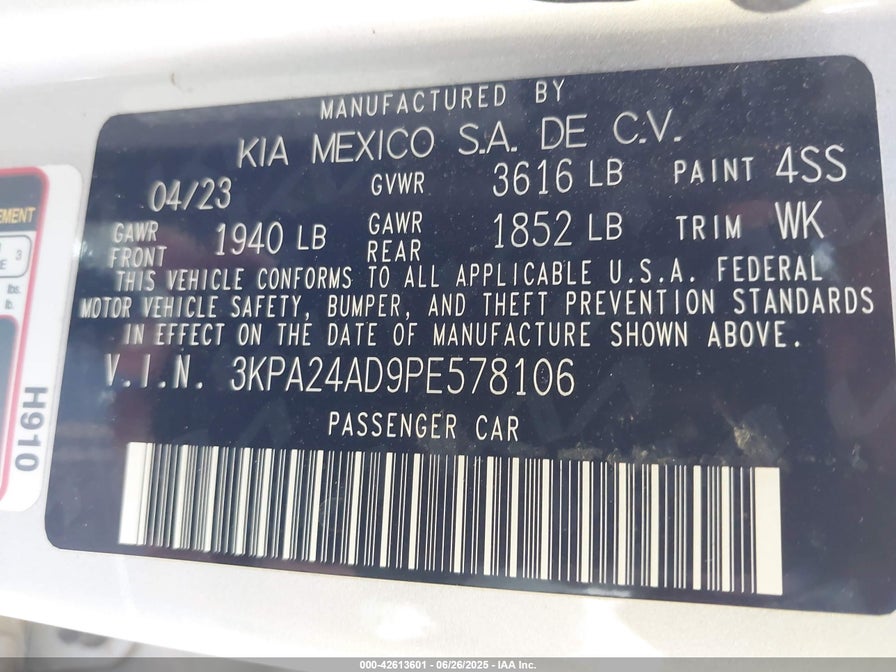 MANUFACTURED BY
KIA MEXICO S.A. DE C.V.
04/23 GVWR 3616 LB PAINT 4SS
GAWR FRONT 1940 LB GAWR REAR 1852 LB TRIM WK
THIS VEHICLE CONFORMS TO ALL APPLICABLE U.S.A. FEDERAL
MOTOR VEHICLE SAFETY, BUMPER, AND THEFT PREVENTION STANDARDS
IN EFFECT ON THE DATE OF MANUFACTURE SHOWN ABOVE.
V.I.N. 3KPA24AD9PE578106
PASSENGER CAR
3
lbs.
lb.
H910
000-42613601 - 06/26/2025 - IAA Inc.